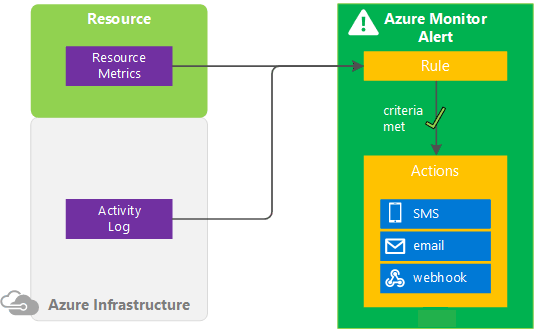 Resource
Resource
Metrics
Activity
Log
Azure Infrastructure
Azure Monitor
Alert
Rule
criteria
met
Actions
SMS
email
webhook